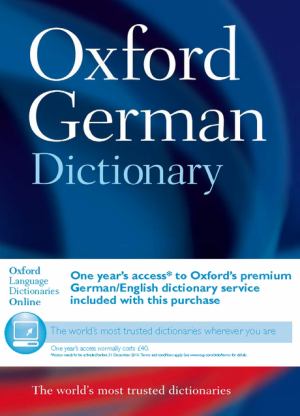 Oxford
German
Dictionary
Oxford
Language
Dictionaries
Online
One year's access* to Oxford's premium
German/English dictionary service
included with this purchase
The world's most trusted dictionaries wherever you are
One year's access normally costs £40.
The world's most trusted dictionaries